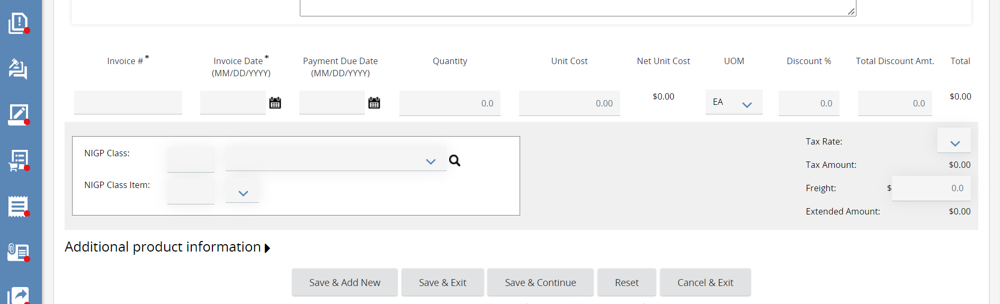 Invoice # * Invoice Date * Payment Due Date Quantity Unit Cost Net Unit Cost UOM Discount % Total Discount Amt. Total
(MM/DD/YYYY) (MM/DD/YYYY)
0.0 0.00 $0.00 EA 0.0 0.0 $0.00
NIGP Class:
NIGP Class Item:
Tax Rate:
Tax Amount: $0.00
Freight: $ 0.0
Extended Amount: $0.00
Additional product information
Save & Add New Save & Exit Save & Continue Reset Cancel & Exit